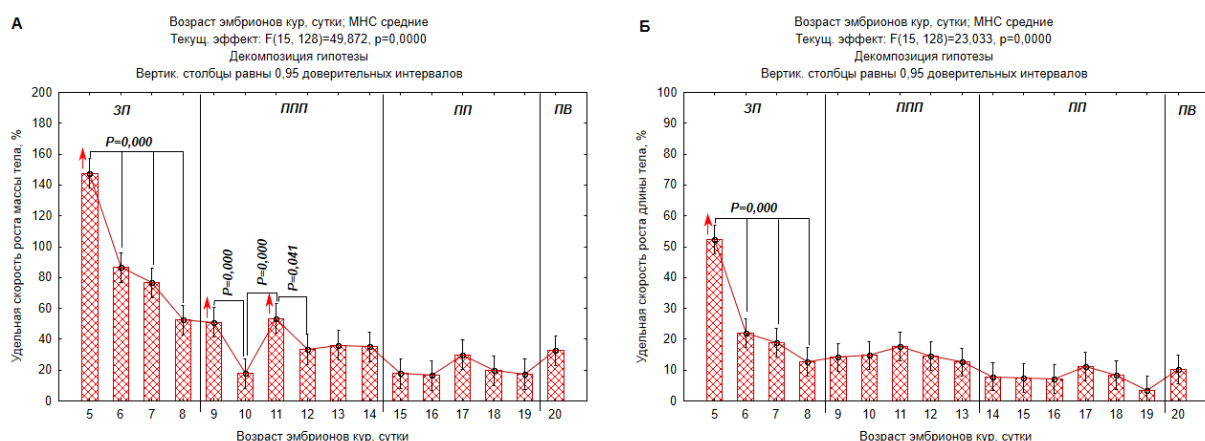 А
Возраст эмбрионов кур, сутки; МНС средние
Текущ. эффект: F(15, 128)=49,872, p=0,0000
Декомпозиция гипотезы
Вертик. столбцы равны 0,95 доверительных интервалов
Удельная скорость роста массы тела, %
200
180
160
140
120
100
80
60
40
20
0
ЗП
ППП
ПП
ПВ
P=0,000
P=0,000
P=0,000
P=0,041
5 6 7 8 9 10 11 12 13 14 15 16 17 18 19 20
Возраст эмбрионов кур, сутки
Б
Возраст эмбрионов кур, сутки; МНС средние
Текущ. эффект: F(15, 128)=23,033, p=0,0000
Декомпозиция гипотезы
Вертик. столбцы равны 0,95 доверительных интервалов
Удельная скорость роста длины тела, %
100
90
80
70
60
50
40
30
20
10
0
ЗП
ППП
ПП
ПВ
P=0,000
5 6 7 8 9 10 11 12 13 14 15 16 17 18 19 20
Возраст эмбрионов кур, сутки